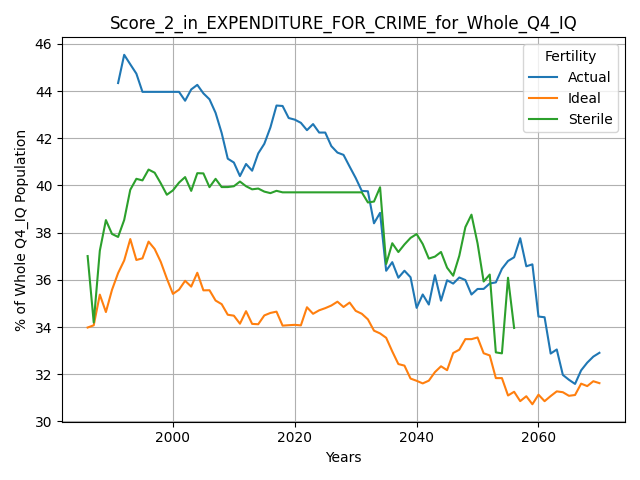 Score_2_in_EXPENDITURE_FOR_CRIME_for_Whole_Q4_IQ
% of Whole Q4_IQ Population
46
44
42
40
38
36
34
32
30
Fertility
Actual
Ideal
Sterile
2000
2020
2040
2060
Years